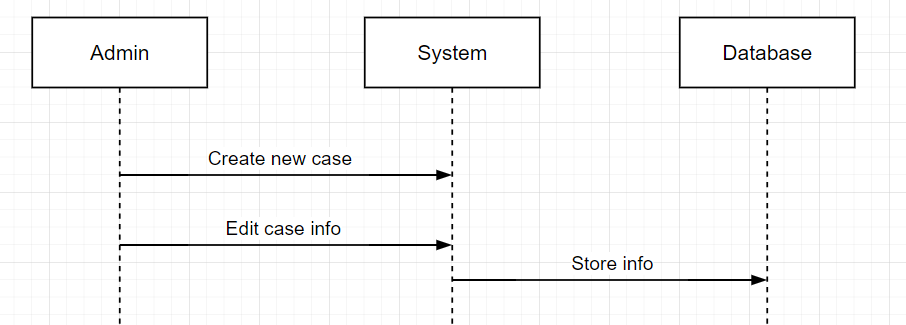 Admin
System
Database
Create new case
Edit case info
Store info